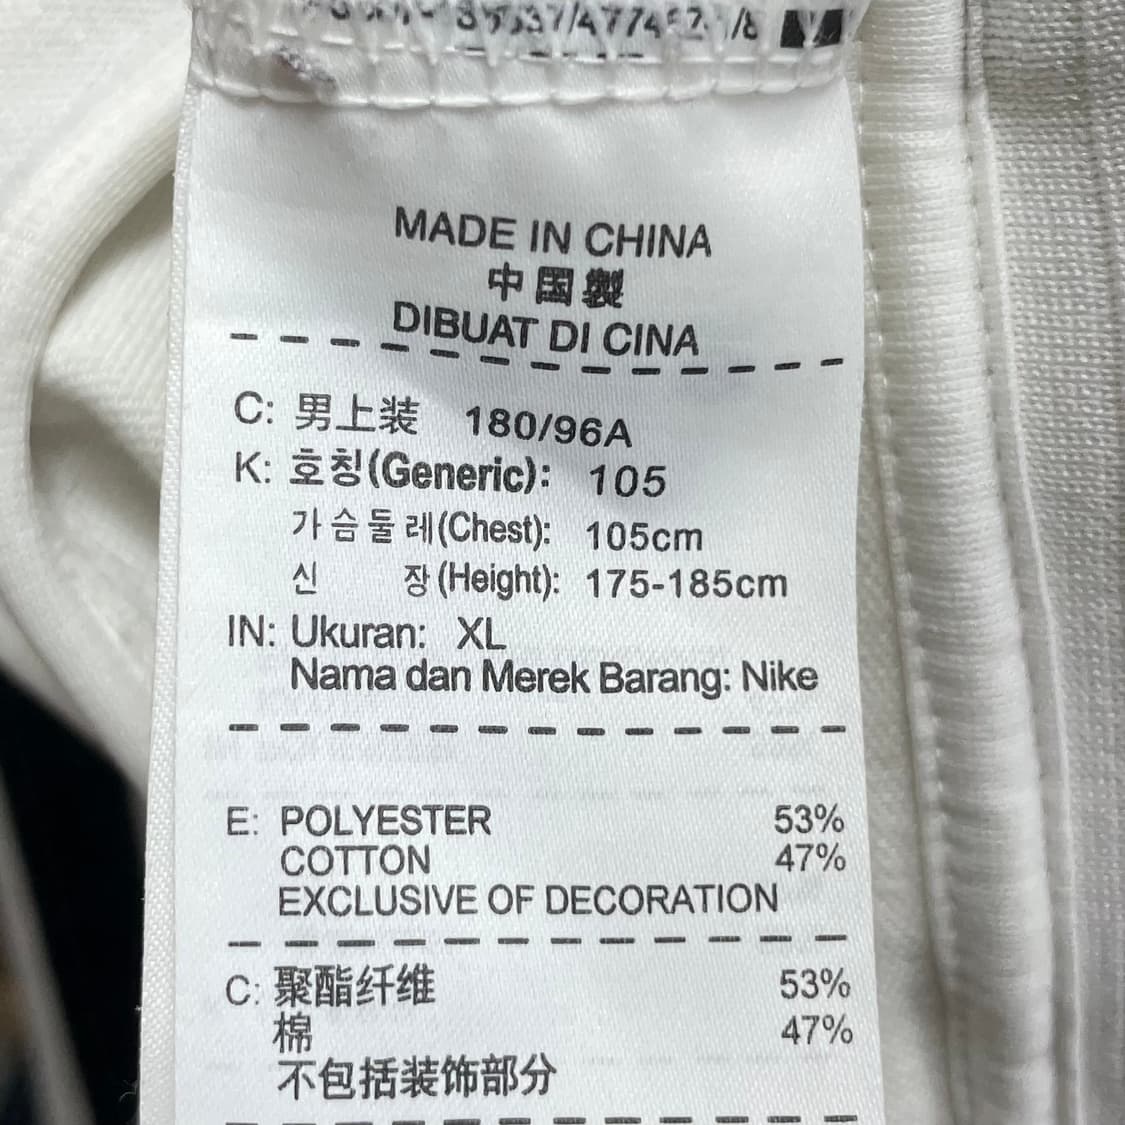 MADE IN CHINA
中国製
DIBUAT DI CINA
C: 男上装 180/96A
K: 호칭(Generic): 105
가슴둘레(Chest): 105cm
신 장(Height): 175-185cm
IN: Ukuran: XL
Nama dan Merek Barang: Nike
E: POLYESTER 53%
COTTON 47%
EXCLUSIVE OF DECORATION
C: 聚酯纤维 53%
棉 47%
不包括装饰部分